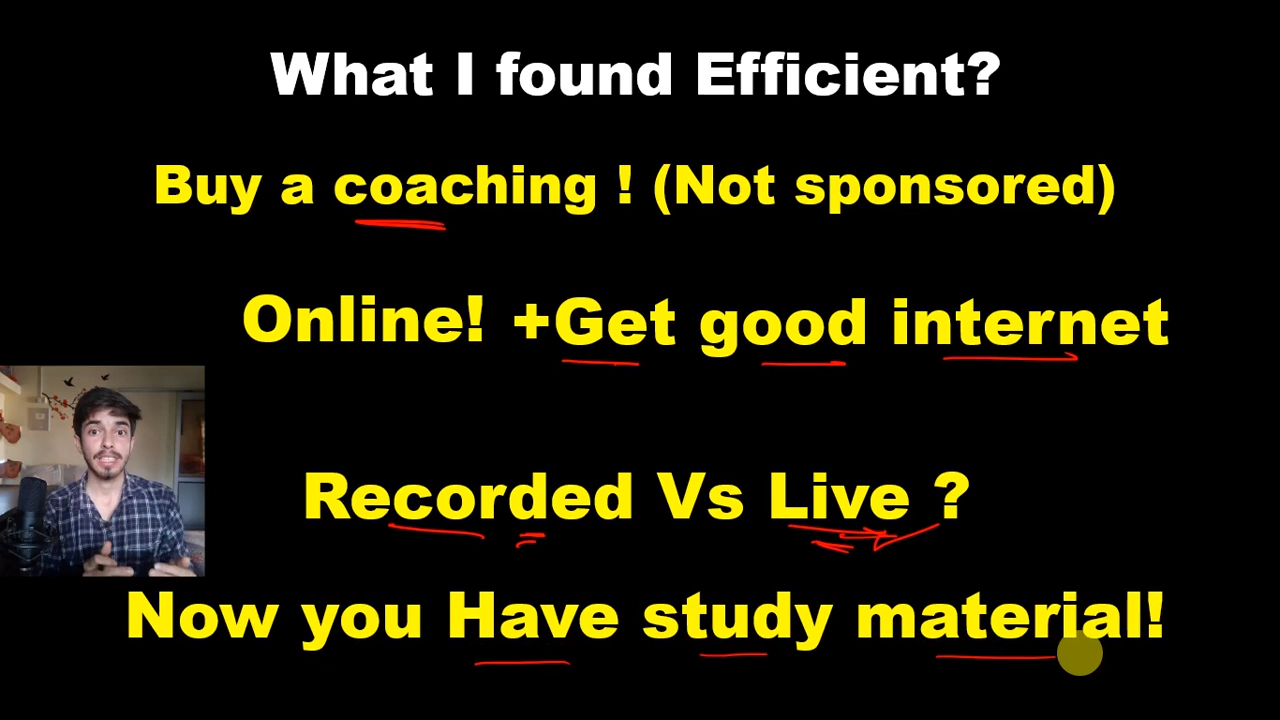 What I found Efficient?
Buy a coaching ! (Not sponsored)
Online! +Get good internet
Recorded Vs Live ?
Now you Have study material!